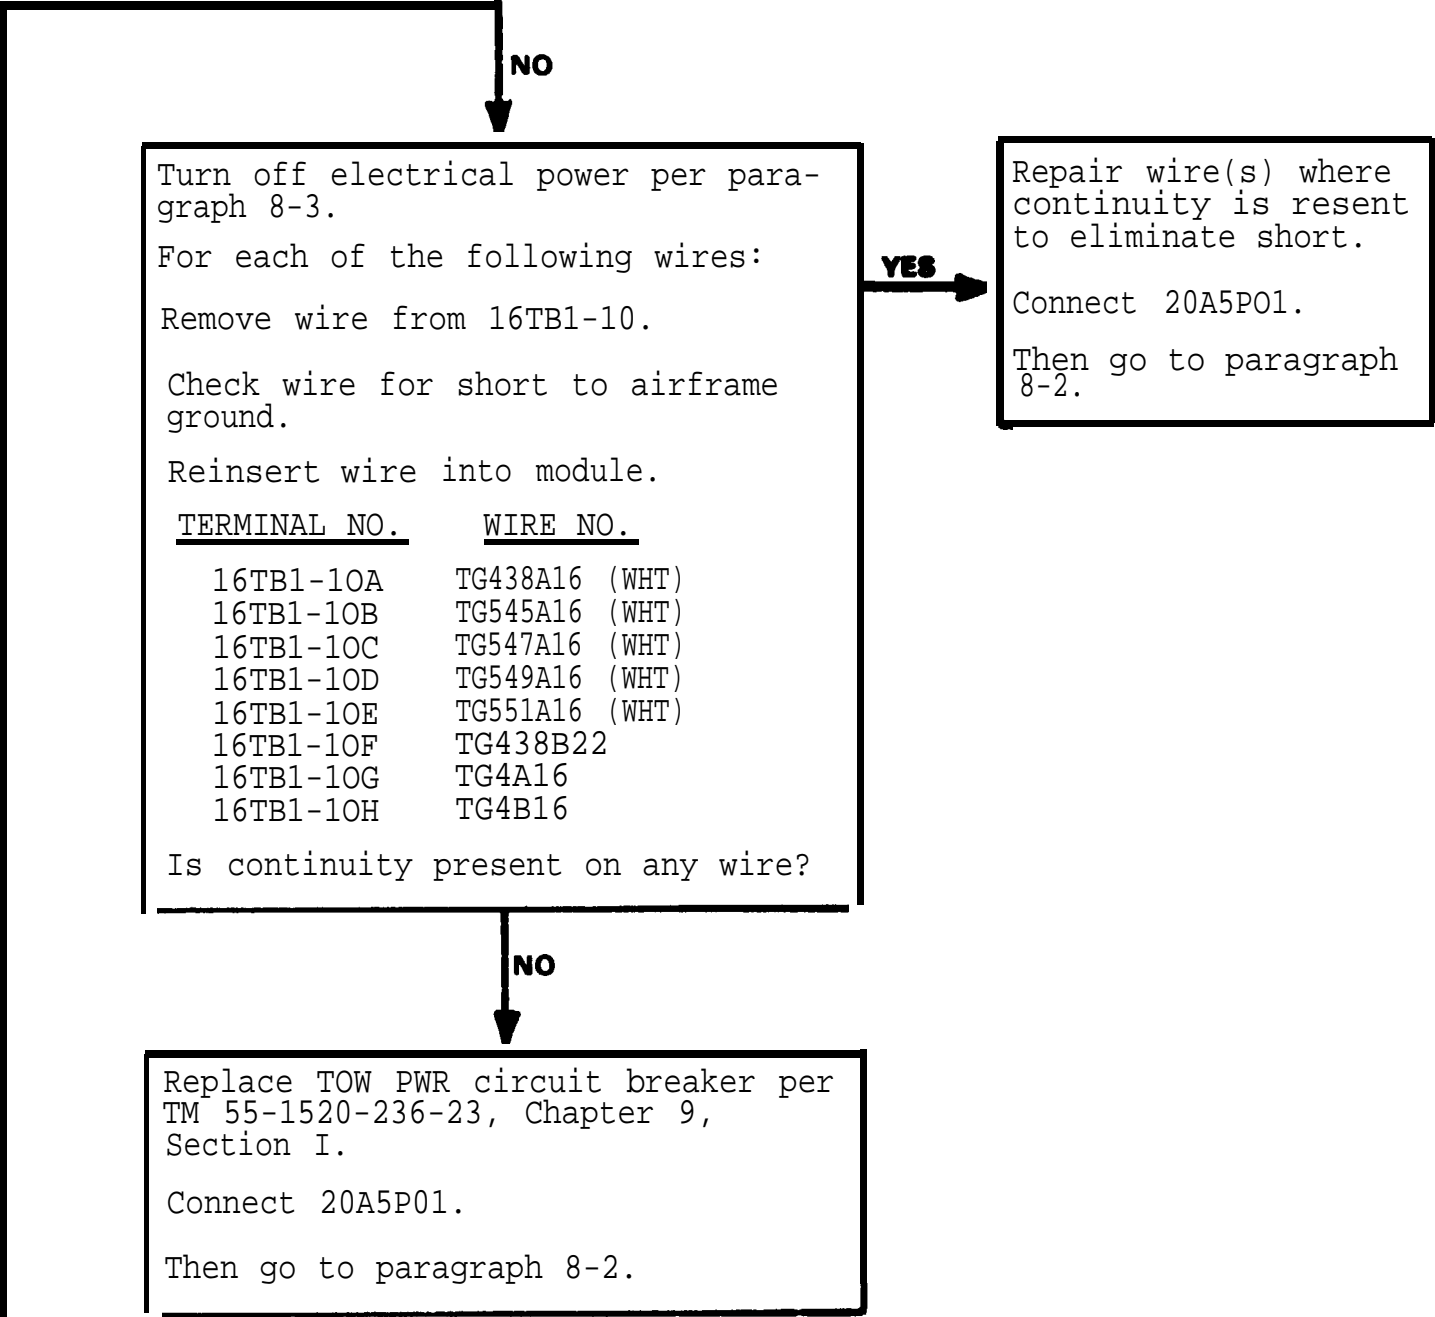 NO
Turn off electrical power per para-
graph 8-3.
For each of the following wires:
Remove wire from 16TB1-10.
Check wire for short to airframe
ground.
Reinsert wire into module.
TERMINAL NO. WIRE NO.
16TB1-1OA TG438A16 (WHT)
16TB1-1OB TG545A16 (WHT)
16TB1-1OC TG547A16 (WHT)
16TB1-1OD TG549A16 (WHT)
16TB1-1OE TG551A16 (WHT)
16TB1-1OF TG438B22
16TB1-1OG TG4A16
16TB1-1OH TG4B16
Is continuity present on any wire?
YES
Repair wire(s) where
continuity is resent
to eliminate short.
Connect 20A5PO1.
Then go to paragraph
8-2.
NO
Replace TOW PWR circuit breaker per
TM 55-1520-236-23, Chapter 9,
Section I.
Connect 20A5P01.
Then go to paragraph 8-2.